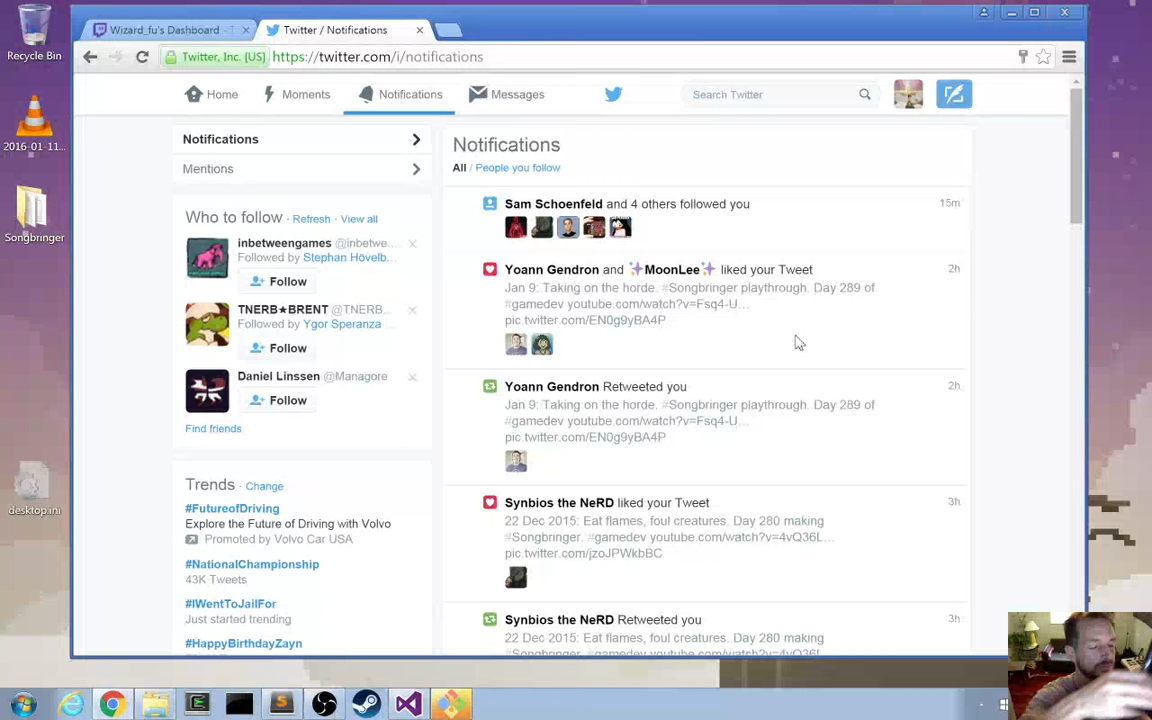 Recycle Bin
2016-01-11...
Songbringer
desktop.ini
Wizard_fu's Dashboard - T
Twitter / Notifications
Twitter, Inc. [US]
https://twitter.com/i/notifications
Home
Moments
Notifications
Messages
Search Twitter
Notifications
Mentions
Who to follow · Refresh · View all
inbetweengames @inbetwe...
Followed by Stephan Hövelb...
Follow
TNERB★BRENT @TNERB...
Followed by Ygor Speranza
Follow
Daniel Linssen @Managore
Follow
Find friends
Trends · Change
#FutureofDriving
Explore the Future of Driving with Volvo
Promoted by Volvo Car USA
#NationalChampionship
43K Tweets
#IWentToJailFor
Just started trending
#HappyBirthdayZayn
Notifications
All / People you follow
Sam Schoenfeld and 4 others followed you
15m
Yoann Gendron and ✨MoonLee✨ liked your Tweet
2h
Jan 9: Taking on the horde. #Songbringer playthrough. Day 289 of
#gamedev youtube.com/watch?v=Fsq4-U...
pic.twitter.com/EN0g9yBA4P
Yoann Gendron Retweeted you
2h
Jan 9: Taking on the horde. #Songbringer playthrough. Day 289 of
#gamedev youtube.com/watch?v=Fsq4-U...
pic.twitter.com/EN0g9yBA4P
Synbios the NeRD liked your Tweet
3h
22 Dec 2015: Eat flames, foul creatures. Day 280 making
#Songbringer. #gamedev youtube.com/watch?v=4vQ36L...
pic.twitter.com/jzoJPWkbBC
Synbios the NeRD Retweeted you
3h
22 Dec 2015: Eat flames, foul creatures. Day 280 making